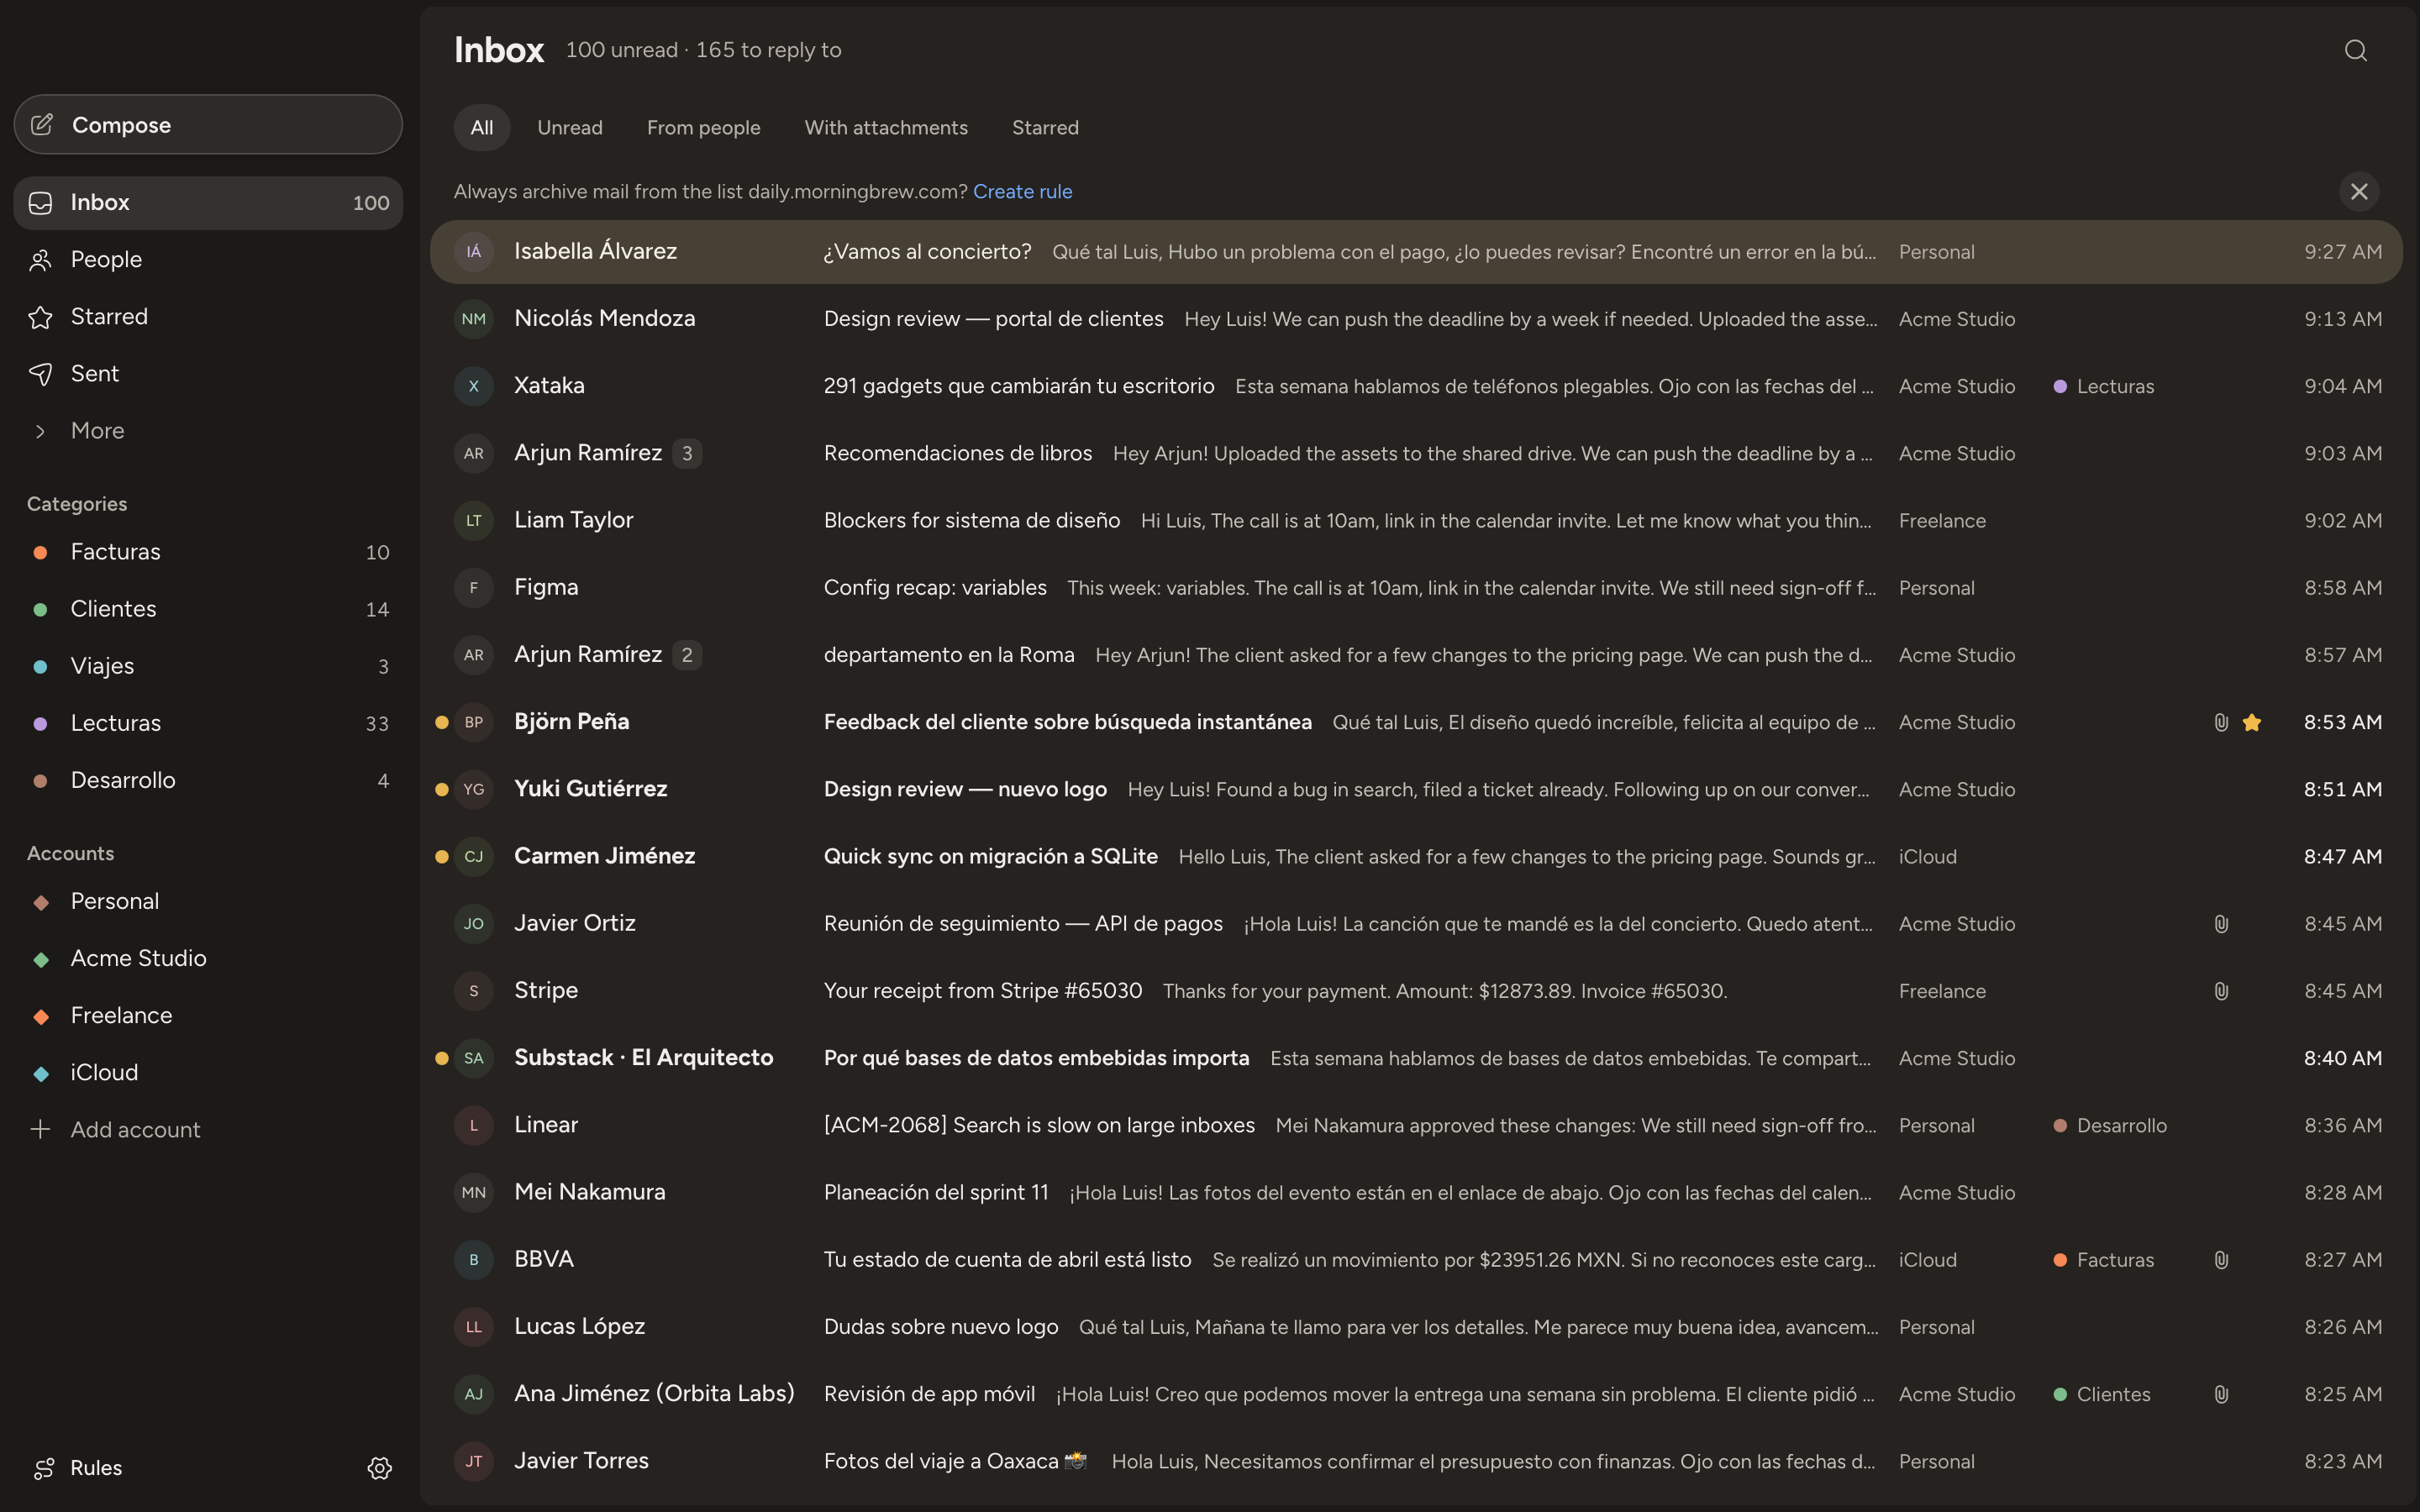 Inbox 100 unread · 165 to reply to
Compose
All Unread From people With attachments Starred
Always archive mail from the list daily.morningbrew.com? Create rule
Inbox 100
People
Starred
Sent
More
Categories
Facturas 10
Clientes 14
Viajes 3
Lecturas 33
Desarrollo 4
Accounts
Personal
Acme Studio
Freelance
iCloud
Add account
Rules
IÁ Isabella Álvarez ¿Vamos al concierto? Qué tal Luis, Hubo un problema con el pago, ¿lo puedes revisar? Encontré un error en la bú... Personal 9:27 AM
NM Nicolás Mendoza Design review — portal de clientes Hey Luis! We can push the deadline by a week if needed. Uploaded the asse... Acme Studio 9:13 AM
X Xataka 291 gadgets que cambiarán tu escritorio Esta semana hablamos de teléfonos plegables. Ojo con las fechas del ... Acme Studio Lecturas 9:04 AM
AR Arjun Ramírez 3 Recomendaciones de libros Hey Arjun! Uploaded the assets to the shared drive. We can push the deadline by a ... Acme Studio 9:03 AM
LT Liam Taylor Blockers for sistema de diseño Hi Luis, The call is at 10am, link in the calendar invite. Let me know what you thin... Freelance 9:02 AM
F Figma Config recap: variables This week: variables. The call is at 10am, link in the calendar invite. We still need sign-off f... Personal 8:58 AM
AR Arjun Ramírez 2 departamento en la Roma Hey Arjun! The client asked for a few changes to the pricing page. We can push the d... Acme Studio 8:57 AM
BP Björn Peña Feedback del cliente sobre búsqueda instantánea Qué tal Luis, El diseño quedó increíble, felicita al equipo de ... Acme Studio 8:53 AM
YG Yuki Gutiérrez Design review — nuevo logo Hey Luis! Found a bug in search, filed a ticket already. Following up on our conver... Acme Studio 8:51 AM
CJ Carmen Jiménez Quick sync on migración a SQLite Hello Luis, The client asked for a few changes to the pricing page. Sounds gr... iCloud 8:47 AM
JO Javier Ortiz Reunión de seguimiento — API de pagos ¡Hola Luis! La canción que te mandé es la del concierto. Quedo atent... Acme Studio 8:45 AM
S Stripe Your receipt from Stripe #65030 Thanks for your payment. Amount: $12873.89. Invoice #65030. Freelance 8:45 AM
SA Substack · El Arquitecto Por qué bases de datos embebidas importa Esta semana hablamos de bases de datos embebidas. Te compart... Acme Studio 8:40 AM
L Linear [ACM-2068] Search is slow on large inboxes Mei Nakamura approved these changes: We still need sign-off fro... Personal Desarrollo 8:36 AM
MN Mei Nakamura Planeación del sprint 11 ¡Hola Luis! Las fotos del evento están en el enlace de abajo. Ojo con las fechas del calen... Acme Studio 8:28 AM
B BBVA Tu estado de cuenta de abril está listo Se realizó un movimiento por $23951.26 MXN. Si no reconoces este carg... iCloud Facturas 8:27 AM
LL Lucas López Dudas sobre nuevo logo Qué tal Luis, Mañana te llamo para ver los detalles. Me parece muy buena idea, avancem... Personal 8:26 AM
AJ Ana Jiménez (Orbita Labs) Revisión de app móvil ¡Hola Luis! Creo que podemos mover la entrega una semana sin problema. El cliente pidió ... Acme Studio Clientes 8:25 AM
JT Javier Torres Fotos del viaje a Oaxaca 📸 Hola Luis, Necesitamos confirmar el presupuesto con finanzas. Ojo con las fechas d... Personal 8:23 AM